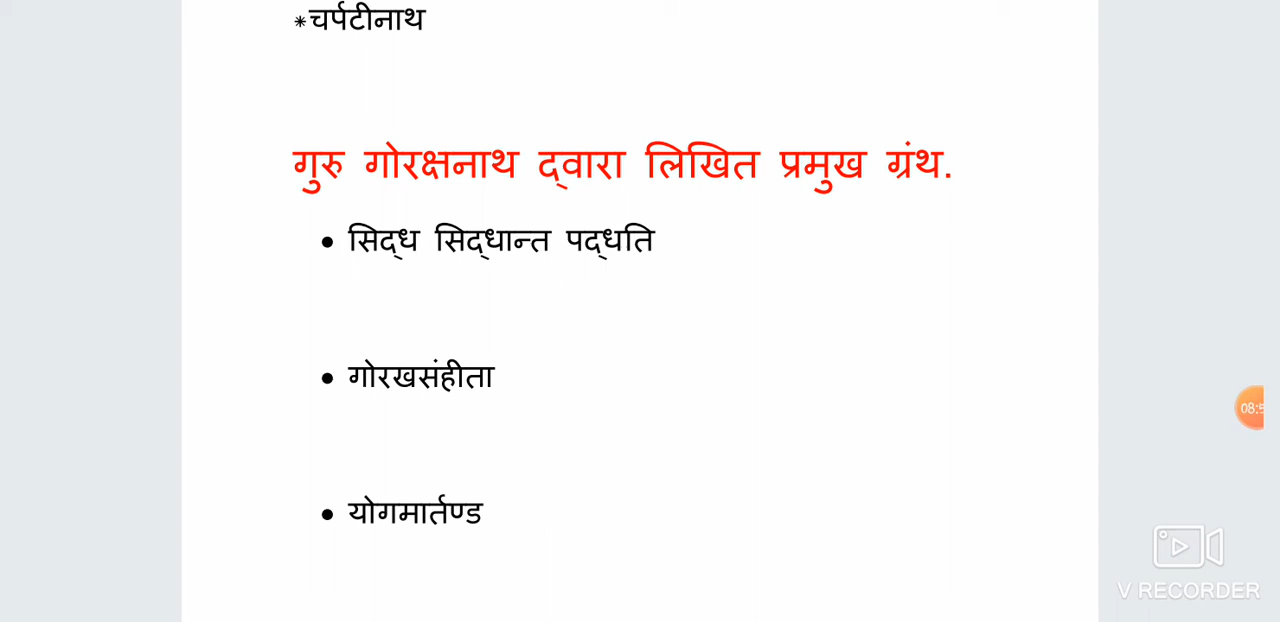 *चर्पटीनाथ
गुरु गोरक्षनाथ द्वारा लिखित प्रमुख ग्रंथ.
• सिद्ध सिद्धान्त पद्धति
• गोरखसंहीता
• योगमार्तण्ड
V RECORDER